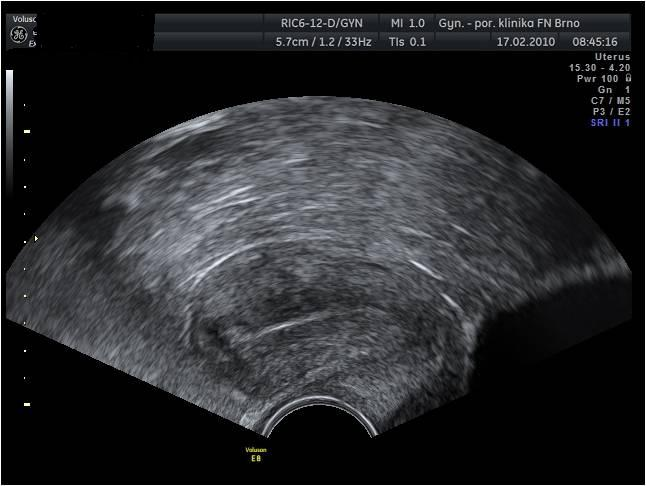 Voluso
GE
RIC6-12-D/GYN MI 1.0 Gyn. - por. klinika FN Brno
5.7cm / 1.2 / 33Hz TIs 0.1 17.02.2010 08:45:16
Uterus
15.30 - 4.20
Pwr 100
Gn 1
C7 / M5
P3 / E2
SRI II 1
Voluson
E8